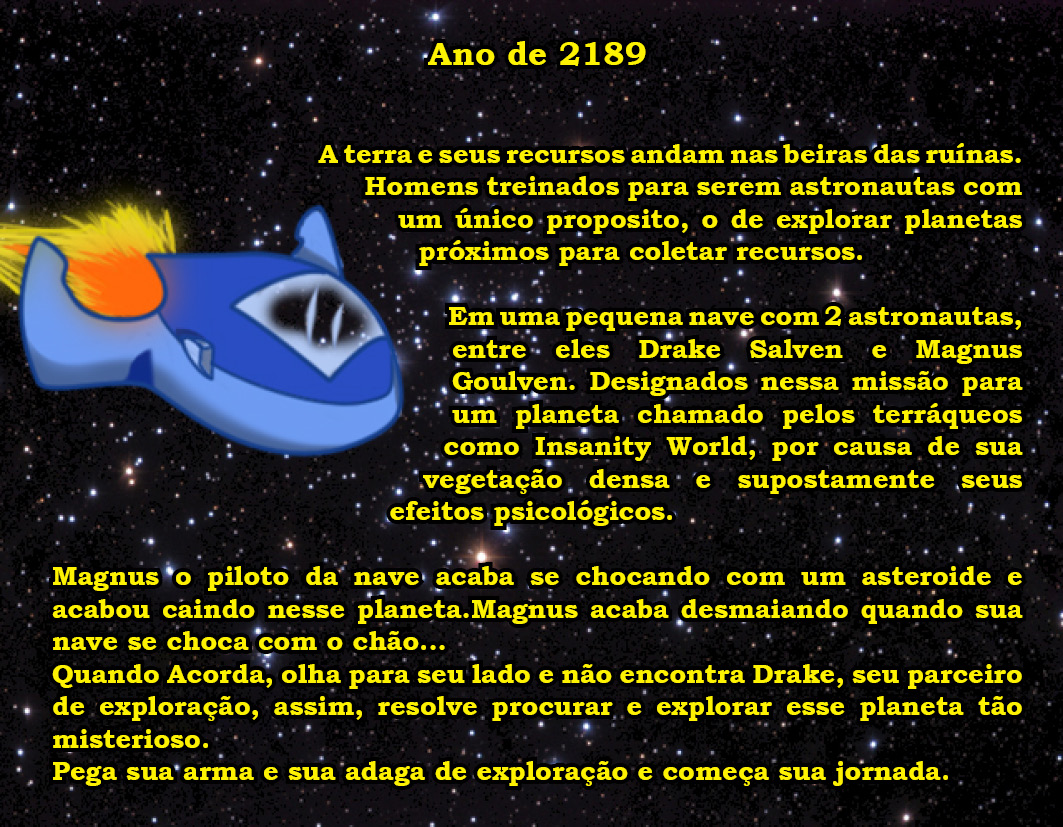 Ano de 2189
A terra e seus recursos andam nas beiras das ruínas.
Homens treinados para serem astronautas com
um único proposito, o de explorar planetas
próximos para coletar recursos.
Em uma pequena nave com 2 astronautas,
entre eles Drake Salven e Magnus
Goulven. Designados nessa missão para
um planeta chamado pelos terráqueos
como Insanity World, por causa de sua
vegetação densa e supostamente seus
efeitos psicológicos.
Magnus o piloto da nave acaba se chocando com um asteroide e
acabou caindo nesse planeta.Magnus acaba desmaiando quando sua
nave se choca com o chão...
Quando Acorda, olha para seu lado e não encontra Drake, seu parceiro
de exploração, assim, resolve procurar e explorar esse planeta tão
misterioso.
Pega sua arma e sua adaga de exploração e começa sua jornada.